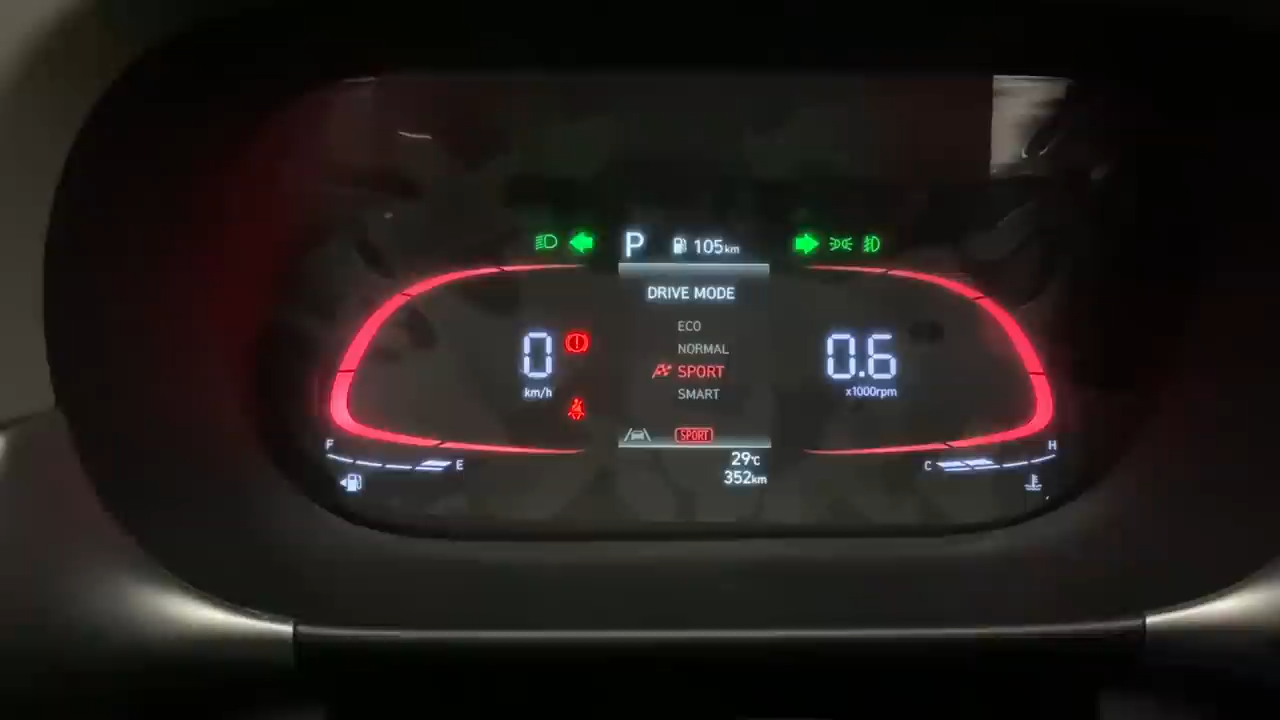 P 105km
DRIVE MODE
ECO
NORMAL
SPORT
SMART
0
km/h
0.6
x1000rpm
SPORT
F
E
C
H
29℃
352km